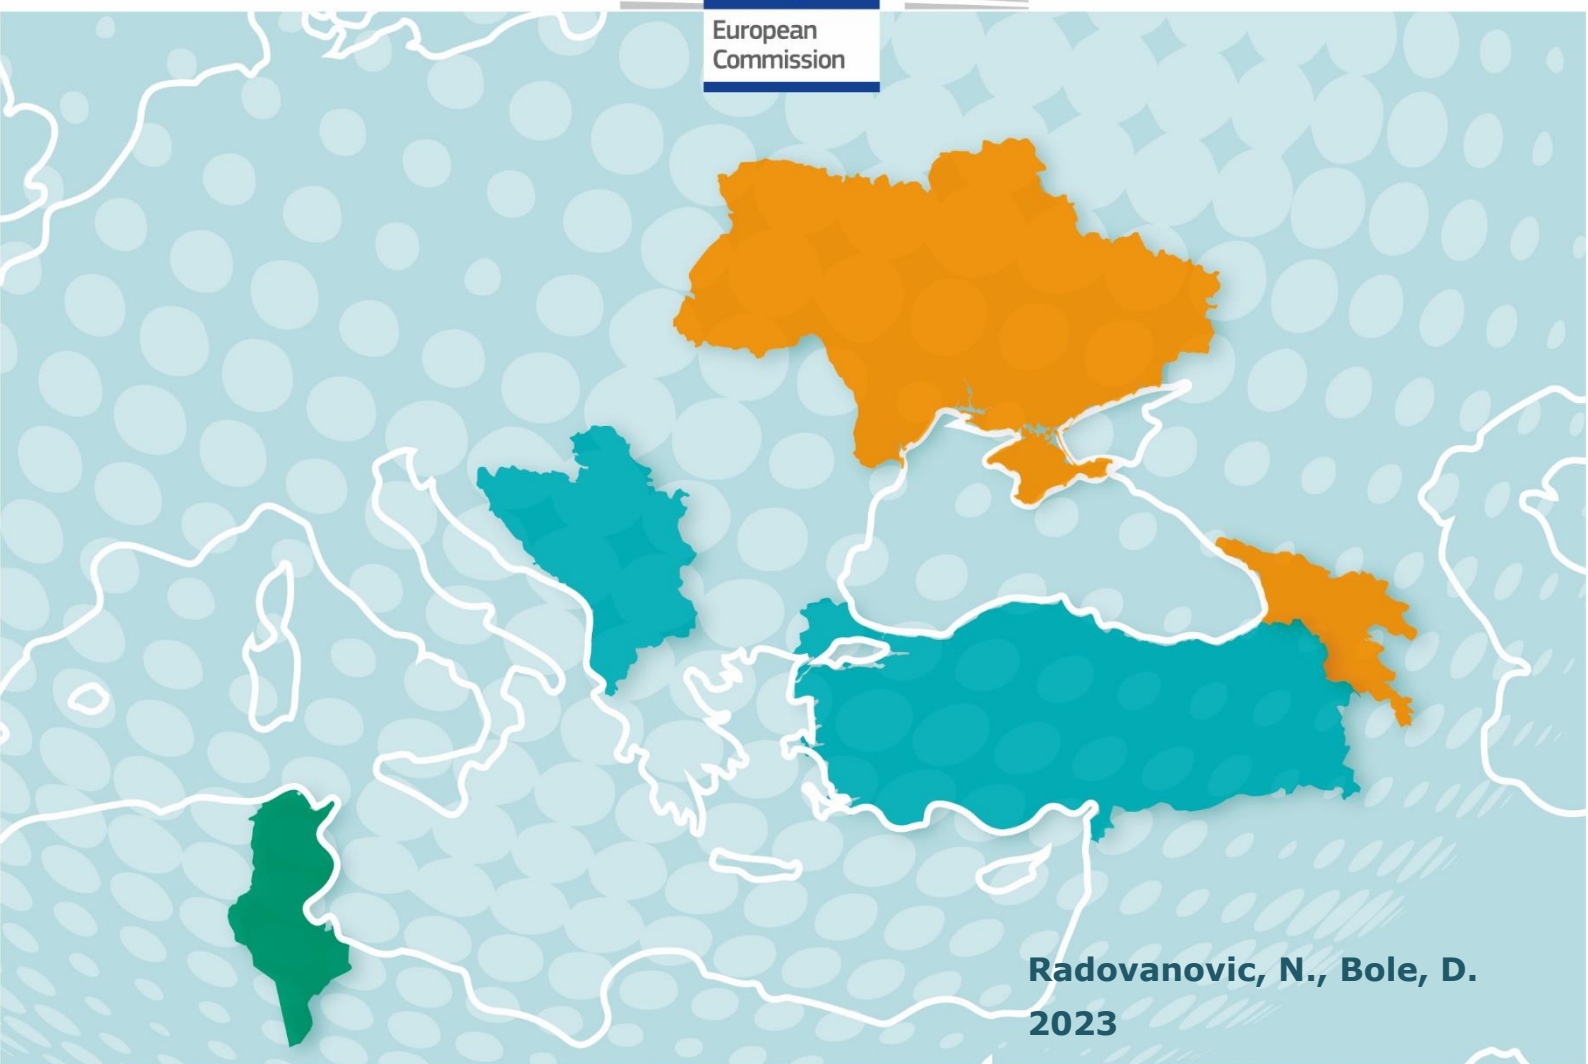 European
Commission
Radovanovic, N., Bole, D.
2023